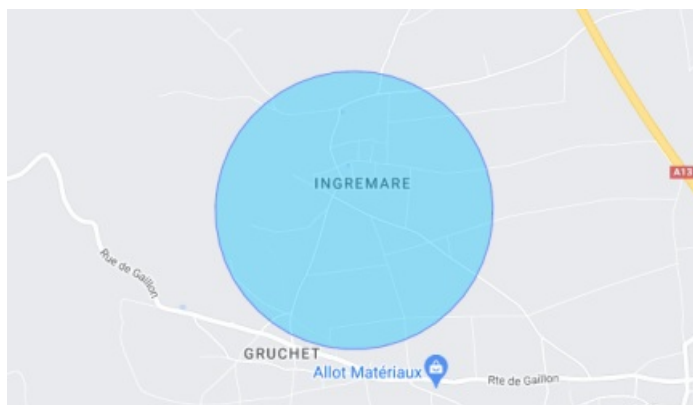 INGREMARE
A13
Rue de Gaillon
GRUCHET
Allot Matériaux
Rte de Gaillon